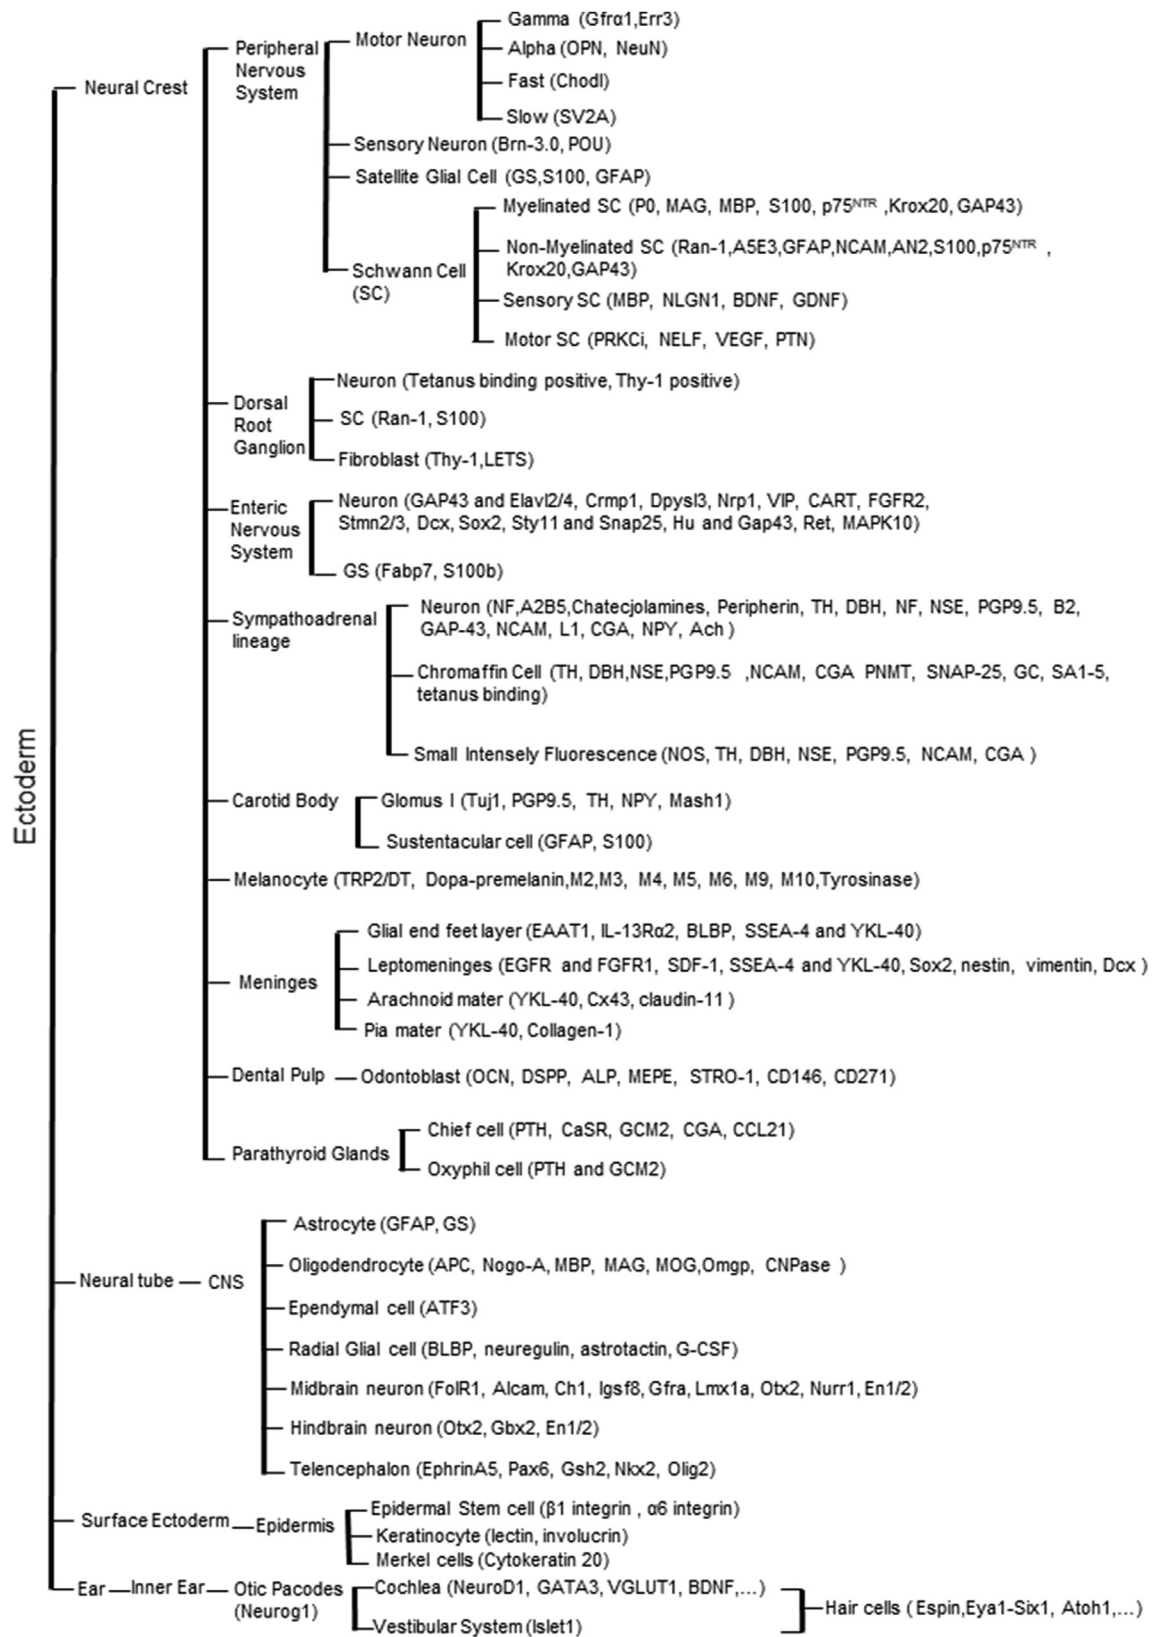 Ectoderm
Neural Crest
Peripheral
Nervous
System
Motor Neuron
Gamma (Gfrα1,Err3)
Alpha (OPN, NeuN)
Fast (Chodl)
Slow (SV2A)
Sensory Neuron (Brn-3.0, POU)
Satellite Glial Cell (GS,S100, GFAP)
Schwann Cell
(SC)
Myelinated SC (P0, MAG, MBP, S100, p75NTR ,Krox20, GAP43)
Non-Myelinated SC (Ran-1,A5E3,GFAP,NCAM,AN2,S100,p75NTR ,
Krox20,GAP43)
Sensory SC (MBP, NLGN1, BDNF, GDNF)
Motor SC (PRKCi, NELF, VEGF, PTN)
Dorsal
Root
Ganglion
Neuron (Tetanus binding positive, Thy-1 positive)
SC (Ran-1, S100)
Fibroblast (Thy-1,LETS)
Enteric
Nervous
System
Neuron (GAP43 and Elavl2/4, Crmp1, Dpysl3, Nrp1, VIP, CART, FGFR2,
Stmn2/3, Dcx, Sox2, Sty11 and Snap25, Hu and Gap43, Ret, MAPK10)
GS (Fabp7, S100b)
Sympathoadrenal
lineage
Neuron (NF,A2B5,Chatecjolamines, Peripherin, TH, DBH, NF, NSE, PGP9.5, B2,
GAP-43, NCAM, L1, CGA, NPY, Ach )
Chromaffin Cell (TH, DBH,NSE,PGP9.5 ,NCAM, CGA PNMT, SNAP-25, GC, SA1-5,
tetanus binding)
Small Intensely Fluorescence (NOS, TH, DBH, NSE, PGP9.5, NCAM, CGA )
Carotid Body
Glomus I (Tuj1, PGP9.5, TH, NPY, Mash1)
Sustentacular cell (GFAP, S100)
Melanocyte (TRP2/DT, Dopa-premelanin,M2,M3, M4, M5, M6, M9, M10,Tyrosinase)
Meninges
Glial end feet layer (EAAT1, IL-13Rα2, BLBP, SSEA-4 and YKL-40)
Leptomeninges (EGFR and FGFR1, SDF-1, SSEA-4 and YKL-40, Sox2, nestin, vimentin, Dcx )
Arachnoid mater (YKL-40, Cx43, claudin-11 )
Pia mater (YKL-40, Collagen-1)
Dental Pulp
Odontoblast (OCN, DSPP, ALP, MEPE, STRO-1, CD146, CD271)
Parathyroid Glands
Chief cell (PTH, CaSR, GCM2, CGA, CCL21)
Oxyphil cell (PTH and GCM2)
Neural tube
CNS
Astrocyte (GFAP, GS)
Oligodendrocyte (APC, Nogo-A, MBP, MAG, MOG,Omgp, CNPase )
Ependymal cell (ATF3)
Radial Glial cell (BLBP, neuregulin, astrotactin, G-CSF)
Midbrain neuron (FolR1, Alcam, Ch1, Igsf8, Gfra, Lmx1a, Otx2, Nurr1, En1/2)
Hindbrain neuron (Otx2, Gbx2, En1/2)
Telencephalon (EphrinA5, Pax6, Gsh2, Nkx2, Olig2)
Surface Ectoderm
Epidermis
Epidermal Stem cell (β1 integrin , α6 integrin)
Keratinocyte (lectin, involucrin)
Merkel cells (Cytokeratin 20)
Ear
Inner Ear
Otic Pacodes
(Neurog1)
Cochlea (NeuroD1, GATA3, VGLUT1, BDNF,...)
Vestibular System (Islet1)
Hair cells ( Espin,Eya1-Six1, Atoh1,...)